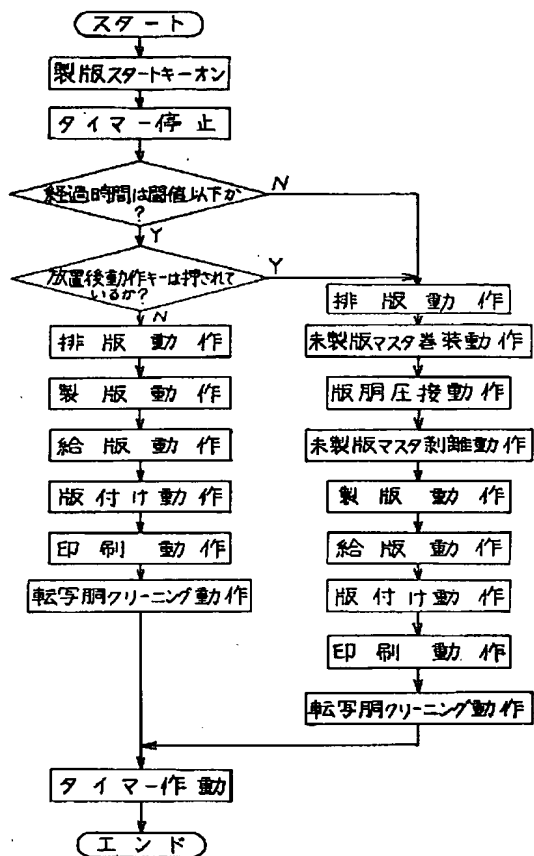 スタート
製版スタートキーオン
タイマー停止
経過時間は閾値以下か
?
N
Y
放置後動作キーは押されて
いるか?
Y
N
排版動作
製版動作
給版動作
版付け動作
印刷動作
転写胴クリーニング動作
排版動作
未製版マスタ巻装動作
版胴圧接動作
未製版マスタ剥離動作
製版動作
給版動作
版付け動作
印刷動作
転写胴クリーニング動作
タイマー作動
エンド